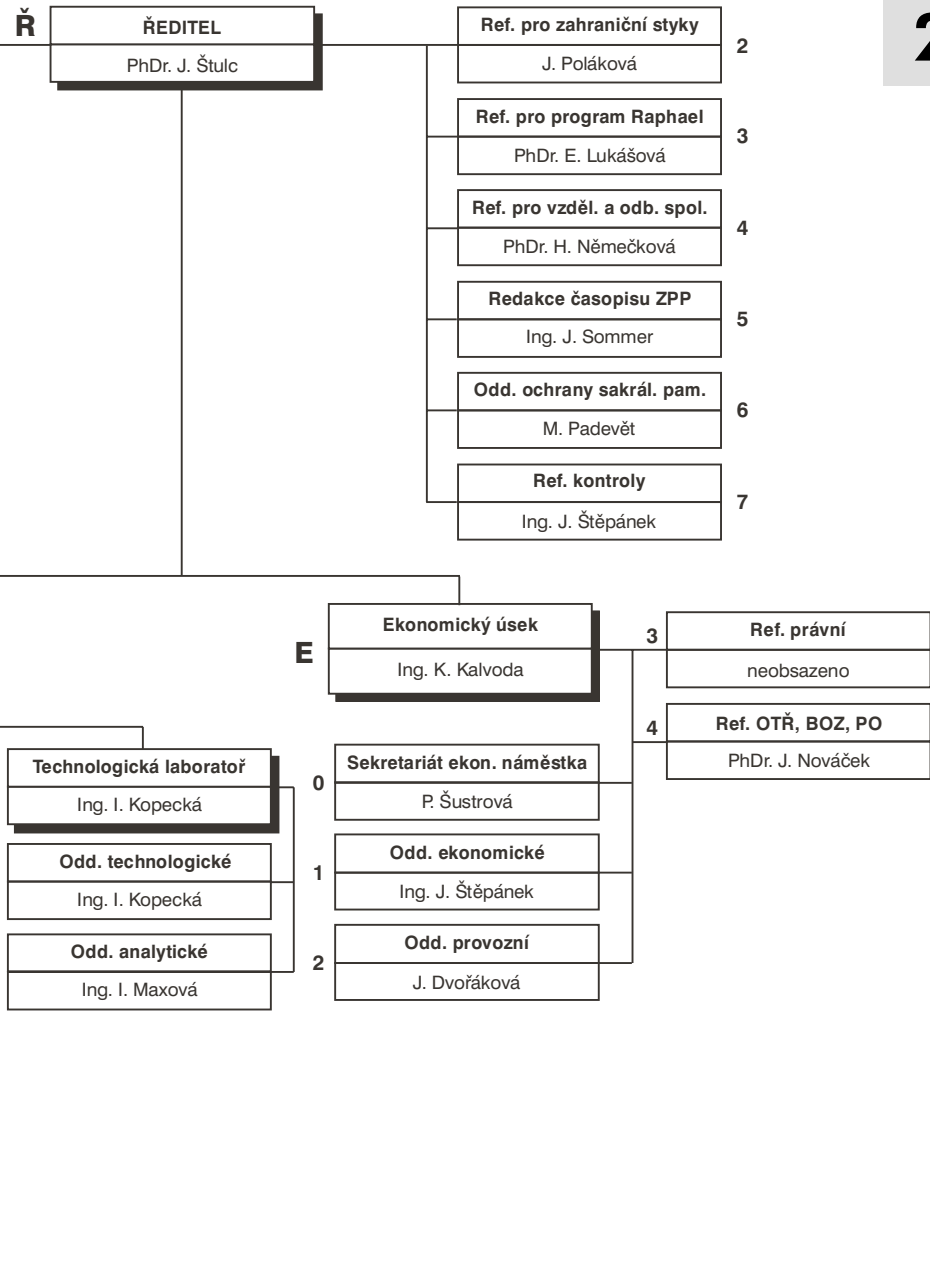 Ř
ŘEDITEL
PhDr. J. Štulc
Ref. pro zahraniční styky
J. Poláková
2
2
Ref. pro program Raphael
PhDr. E. Lukášová
3
Ref. pro vzděl. a odb. spol.
PhDr. H. Němečková
4
Redakce časopisu ZPP
Ing. J. Sommer
5
Odd. ochrany sakrál. pam.
M. Padevět
6
Ref. kontroly
Ing. J. Štěpánek
7
E
Ekonomický úsek
Ing. K. Kalvoda
3
Ref. právní
neobsazeno
4
Ref. OTŘ, BOZ, PO
PhDr. J. Nováček
Technologická laboratoř
Ing. I. Kopecká
Odd. technologické
Ing. I. Kopecká
Odd. analytické
Ing. I. Maxová
0
Sekretariát ekon. náměstka
P. Šustrová
1
Odd. ekonomické
Ing. J. Štěpánek
2
Odd. provozní
J. Dvořáková